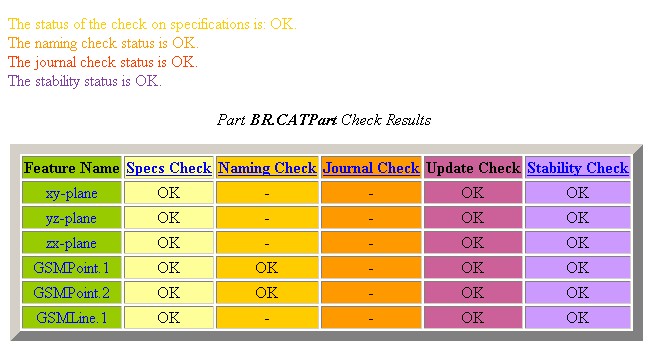 The status of the check on specifications is: OK.
The naming check status is OK.
The journal check status is OK.
The stability status is OK.
Part BR.CATPart Check Results
Feature Name Specs Check Naming Check Journal Check Update Check Stability Check
xy-plane OK - - OK OK
yz-plane OK - - OK OK
zx-plane OK - - OK OK
GSMPoint.1 OK OK - OK OK
GSMPoint.2 OK OK - OK OK
GSMLine.1 OK - - OK OK